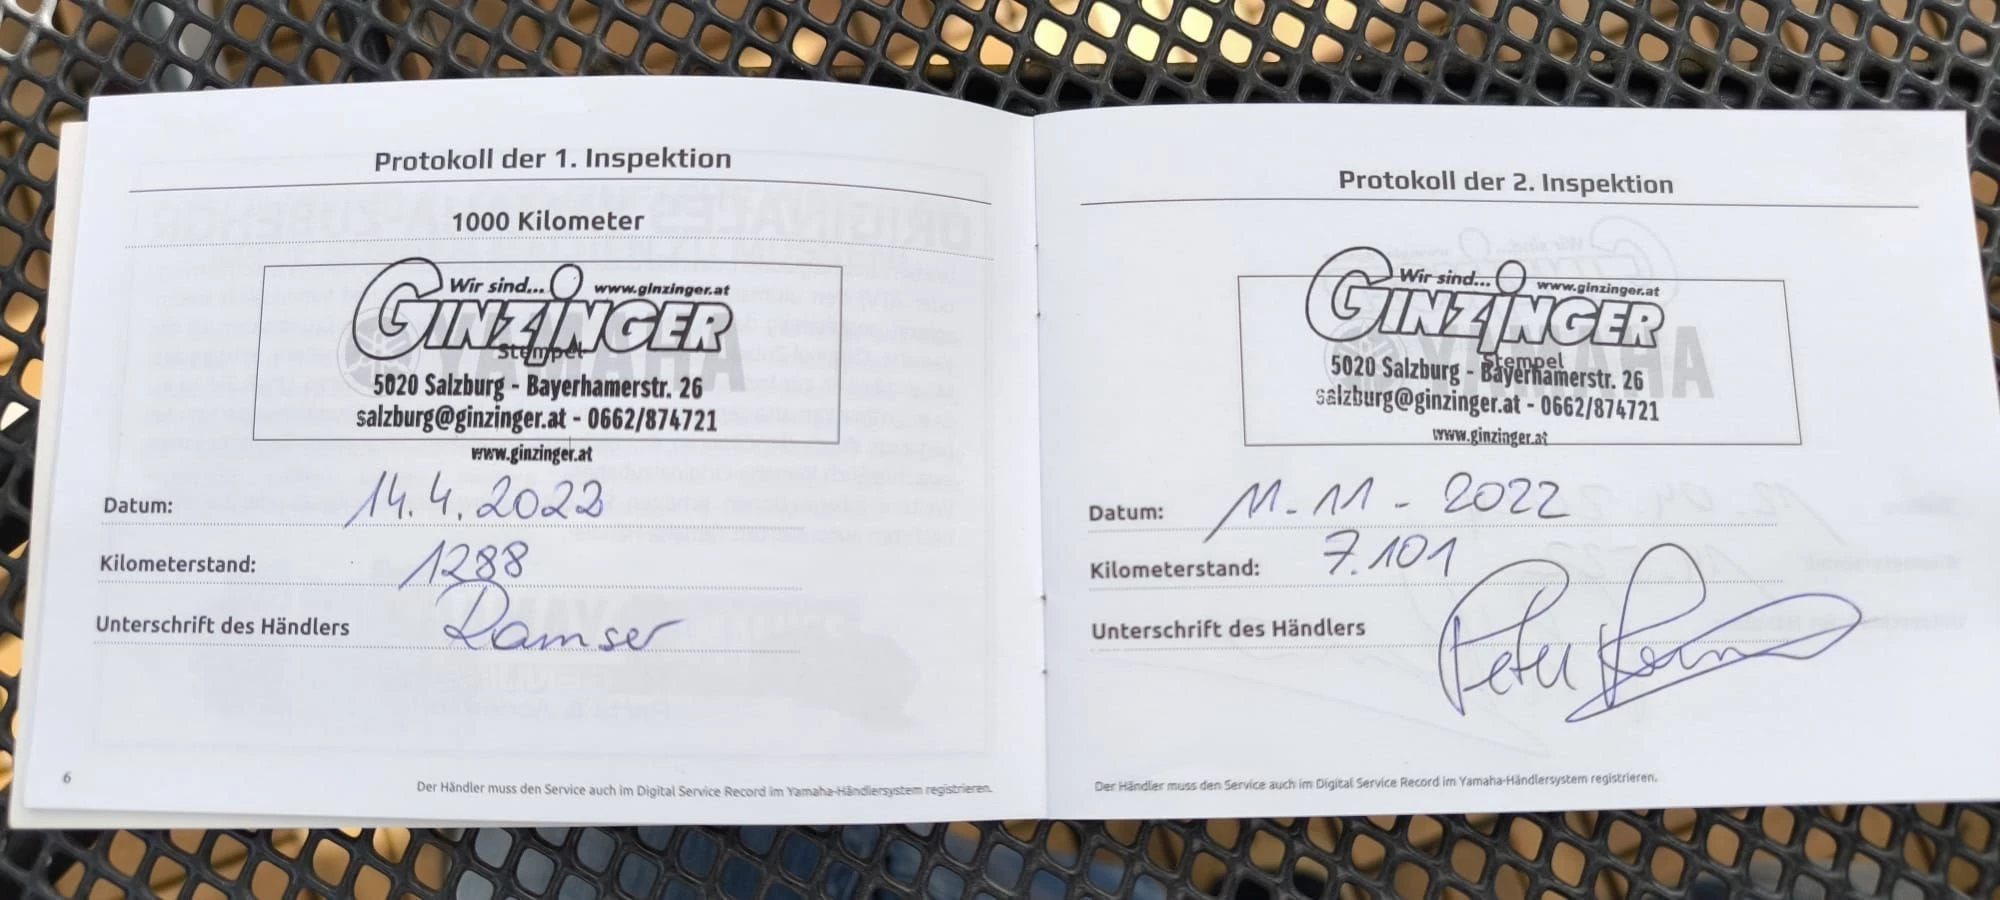 Protokoll der 1. Inspektion
1000 Kilometer
Wir sind... www.ginzinger.at
GINZINGER
YAMAHA
Stempel
5020 Salzburg - Bayerhamerstr. 26
salzburg@ginzinger.at - 0662/874721
www.ginzinger.at
Datum: 14.4.2022
Kilometerstand: 1288
Unterschrift des Händlers Ramser
6
Der Händler muss den Service auch im Digital Service Record im Yamaha-Händlersystem registrieren.
Protokoll der 2. Inspektion
Wir sind... www.ginzinger.at
GINZINGER
YAMAHA
Stempel
5020 Salzburg - Bayerhamerstr. 26
salzburg@ginzinger.at - 0662/874721
www.ginzinger.at
Datum: 11-11-2022
Kilometerstand: 7.101
Unterschrift des Händlers Peter
Der Händler muss den Service auch im Digital Service Record im Yamaha-Händlersystem registrieren.